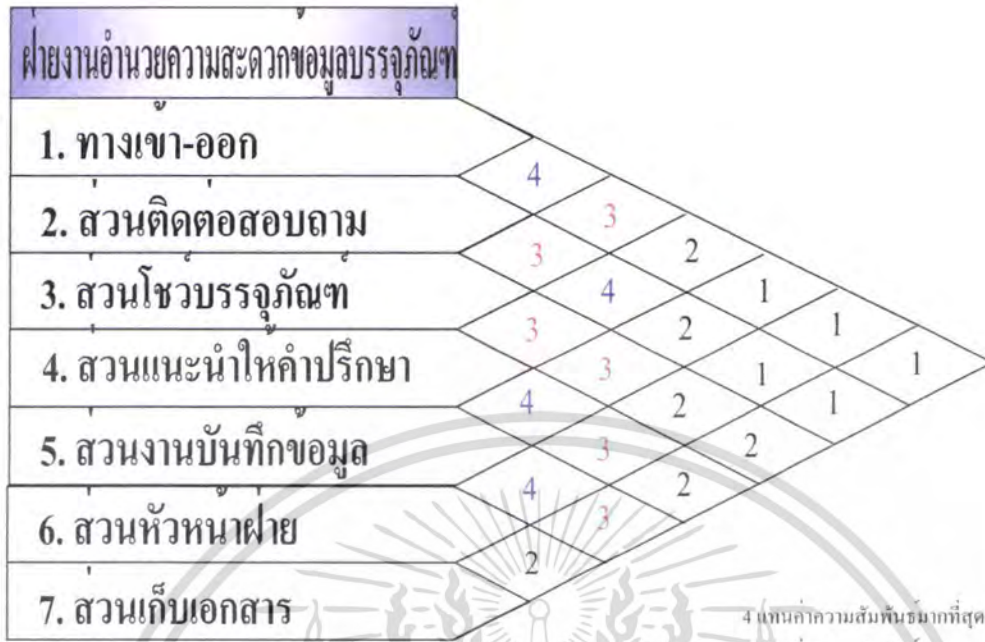 ฝ่ายงานอำนวยความสะดวกข้อมูลบรรจุภัณฑ์
1. ทางเข้า-ออก
2. ส่วนติดต่อสอบถาม
3. ส่วนโชว์บรรจุภัณฑ์
4. ส่วนแนะนำให้คำปรึกษา
5. ส่วนงานบันทึกข้อมูล
6. ส่วนหัวหน้าฝ่าย
7. ส่วนเก็บเอกสาร
4
3
3 2
4 1
3 2 1
3 1 1
4 2 1
3 2
4 2
3
2
4 แทนค่าความสัมพันธ์มากที่สุด